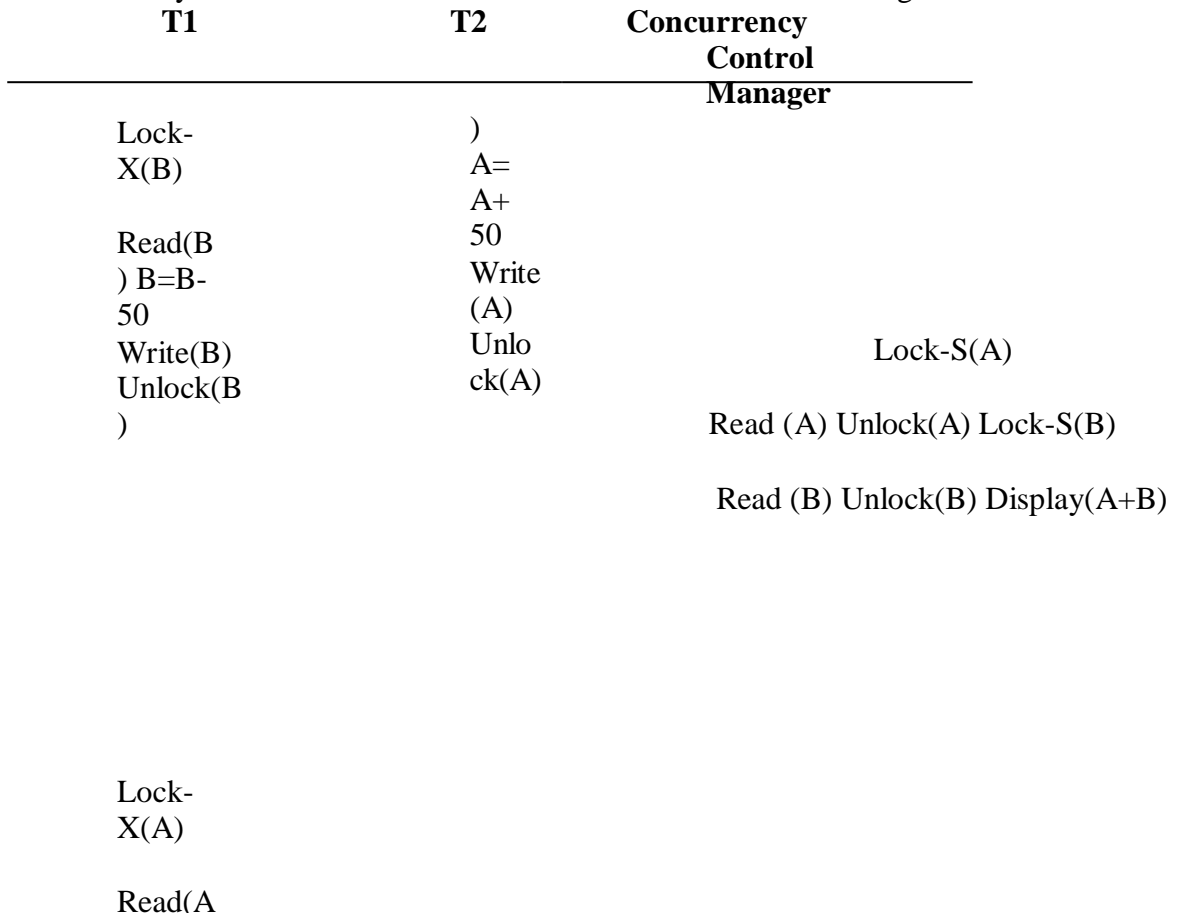 T1 T2 Concurrency
Control
Manager
Lock-
X(B)
Read(B
) B=B-
50
Write(B)
Unlock(B
)
)
A=
A+
50
Write
(A)
Unlo
ck(A)
Lock-S(A)
Read (A) Unlock(A) Lock-S(B)
Read (B) Unlock(B) Display(A+B)
Lock-
X(A)
Read(A